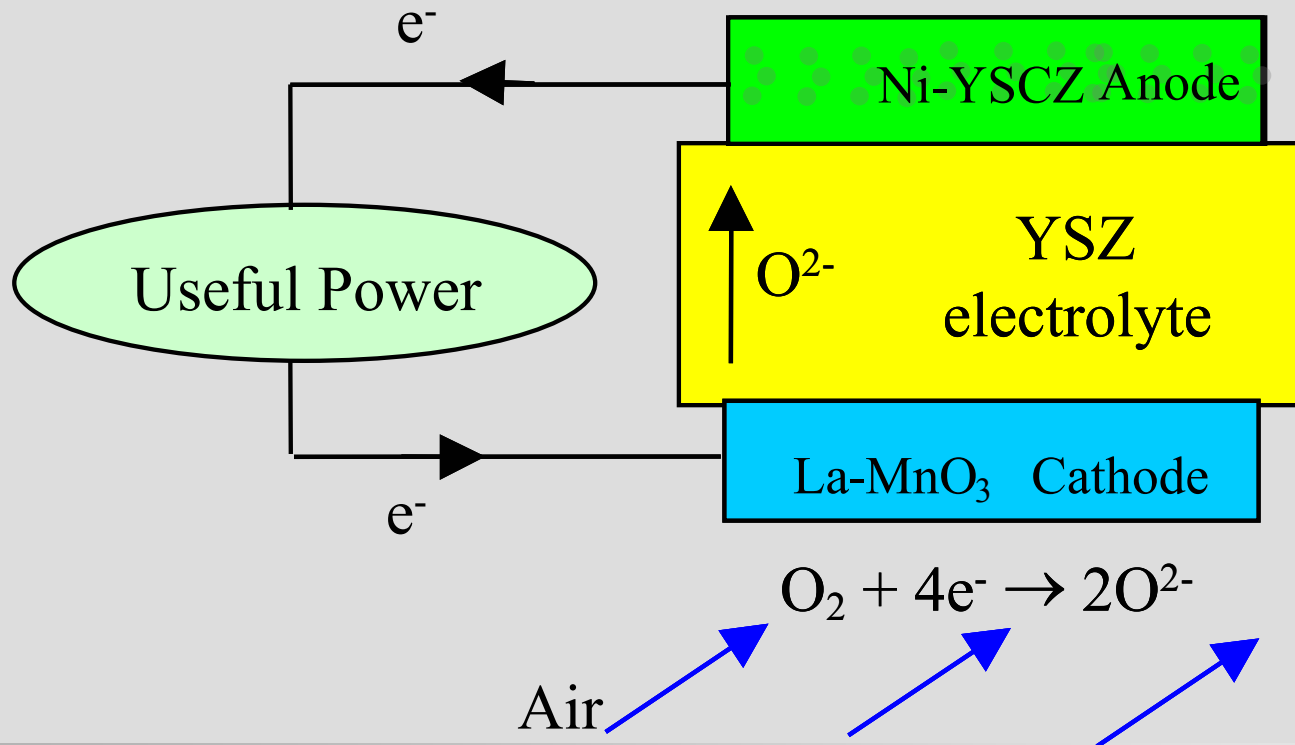 e⁻
Ni-YSCZ Anode
YSZ
electrolyte
O²⁻
Useful Power
La-MnO₃ Cathode
e⁻
O₂ + 4e⁻ → 2O²⁻
Air